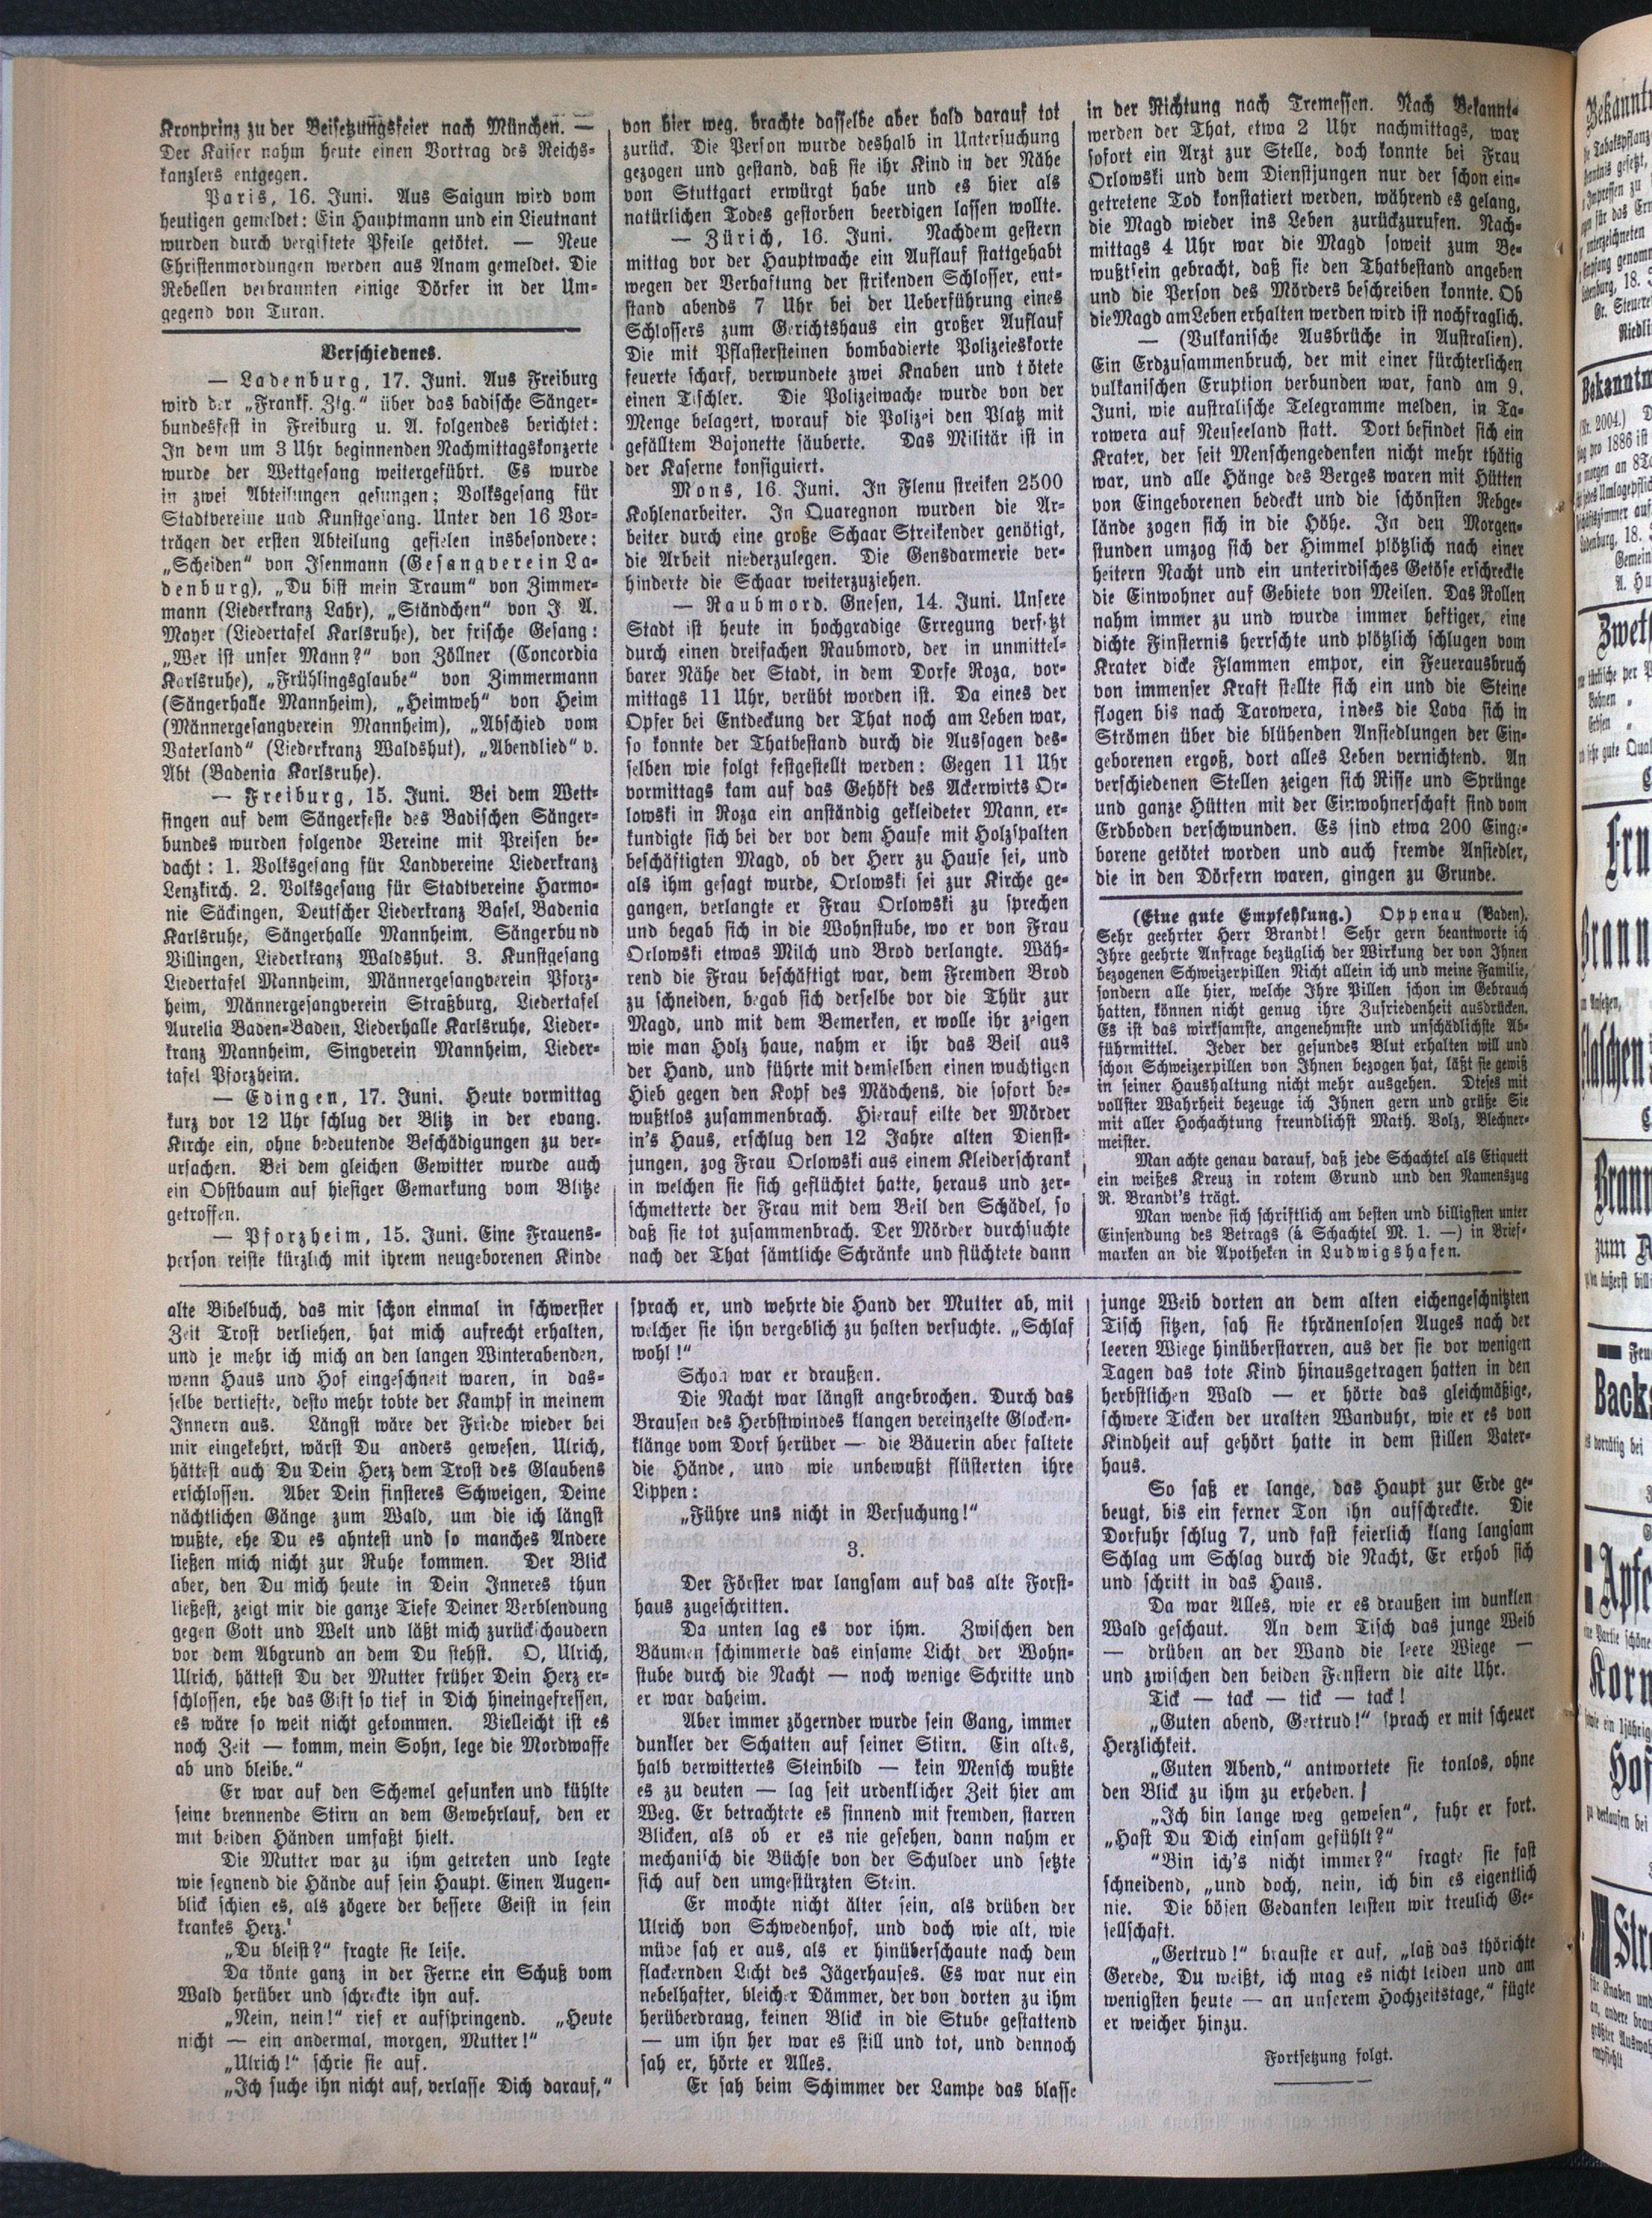 Kronprinz zu der Beisetzungsfeier nach München. —
Der Kaiser nahm heute einen Vortrag des Reichs-
kanzlers entgegen.
Paris, 16. Juni. Aus Saigun wird vom
heutigen gemeldet: Ein Hauptmann und ein Lieutnant
wurden durch vergiftete Pfeile getötet. — Neue
Christenmordungen werden aus Anam gemeldet. Die
Rebellen verbrannten einige Dörfer in der Um-
gegend von Turan.
Verschiedenes.
— Ladenburg, 17. Juni. Aus Freiburg
wird der „Frankf. Ztg.“ über das badische Sänger-
bundesfest in Freiburg u. A. folgendes berichtet:
In dem um 3 Uhr beginnenden Nachmittagskonzerte
wurde der Wettgesang weitergeführt. Es wurde
in zwei Abteilungen gesungen: Volksgesang für
Stadtvereine und Kunstgesang. Unter den 16 Vor-
trägen der ersten Abteilung gefielen insbesondere:
„Scheiden“ von Isenmann (Gesangverein La-
denburg), „Du bist mein Traum“ von Zimmer-
mann (Liederkranz Lahr), „Ständchen“ von J. A.
Mayer (Liedertafel Karlsruhe), der frische Gesang:
„Wer ist unser Mann?“ von Zöllner (Concordia
Karlsruhe), „Frühlingsglaube“ von Zimmermann
(Sängerhalle Mannheim), „Heimweh“ von Heim
(Männergesangverein Mannheim), „Abschied vom
Vaterland“ (Liederkranz Waldshut), „Abendlied“ v.
Abt (Badenia Karlsruhe).
— Freiburg, 15. Juni. Bei dem Wett-
singen auf dem Sängerfeste des Badischen Sänger-
bundes wurden folgende Vereine mit Preisen be-
dacht: 1. Volksgesang für Landvereine Liederkranz
Lenzkirch. 2. Volksgesang für Stadtvereine Harmo-
nie Säckingen, Deutscher Liederkranz Basel, Badenia
Karlsruhe, Sängerhalle Mannheim, Sängerbund
Villingen, Liederkranz Waldshut. 3. Kunstgesang
Liedertafel Mannheim, Männergesangverein Pforz-
heim, Männergesangverein Straßburg, Liedertafel
Aurelia Baden-Baden, Liederhalle Karlsruhe, Lieder-
kranz Mannheim, Singverein Mannheim, Lieder-
tafel Pforzheim.
— Edingen, 17. Juni. Heute vormittag
kurz vor 12 Uhr schlug der Blitz in der evang.
Kirche ein, ohne bedeutende Beschädigungen zu ver-
ursachen. Bei dem gleichen Gewitter wurde auch
ein Obstbaum auf hiesiger Gemarkung vom Blitze
getroffen.
— Pforzheim, 15. Juni. Eine Frauens-
person reiste kürzlich mit ihrem neugeborenen Kinde
von hier weg, brachte dasselbe aber bald darauf tot
zurück. Die Person wurde deshalb in Untersuchung
gezogen und gestand, daß sie ihr Kind in der Nähe
von Stuttgart erwürgt habe und es hier als
natürlichen Todes gestorben beerdigen lassen wollte.
— Zürich, 16. Juni. Nachdem gestern
mittag vor der Hauptwache ein Auflauf stattgehabt
wegen der Verhaftung der strikenden Schlosser, ent-
stand abends 7 Uhr bei der Ueberführung eines
Schlossers zum Gerichtshaus ein großer Auflauf
Die mit Pflastersteinen bombadierte Polizeieskorte
feuerte scharf, verwundete zwei Knaben und tötete
einen Tischler. Die Polizeiwache wurde von der
Menge belagert, worauf die Polizei den Platz mit
gefälltem Bajonette säuberte. Das Militär ist in
der Kaserne konsiguiert.
Mons, 16. Juni. In Flenu streiken 2500
Kohlenarbeiter. In Quaregnon wurden die Ar-
beiter durch eine große Schaar Streikender genötigt,
die Arbeit niederzulegen. Die Gensdarmerie ver-
hinderte die Schaar weiterzuziehen.
— Raubmord. Gnesen, 14. Juni. Unsere
Stadt ist heute in hochgradige Erregung versetzt
durch einen dreifachen Raubmord, der in unmittel-
barer Nähe der Stadt, in dem Dorfe Roza, vor-
mittags 11 Uhr, verübt worden ist. Da eines der
Opfer bei Entdeckung der That noch am Leben war,
so konnte der Thatbestand durch die Aussagen des-
selben wie folgt festgestellt werden: Gegen 11 Uhr
vormittags kam auf das Gehöft des Ackerwirts Or-
lowski in Roza ein anständig gekleideter Mann, er-
kundigte sich bei der vor dem Hause mit Holzspalten
beschäftigten Magd, ob der Herr zu Hause sei, und
als ihm gesagt wurde, Orlowski sei zur Kirche ge-
gangen, verlangte er Frau Orlowski zu sprechen
und begab sich in die Wohnstube, wo er von Frau
Orlowski etwas Milch und Brod verlangte. Wäh-
rend die Frau beschäftigt war, dem Fremden Brod
zu schneiden, begab sich derselbe vor die Thür zur
Magd, und mit dem Bemerken, er wolle ihr zeigen
wie man Holz haue, nahm er ihr das Beil aus
der Hand, und führte mit demselben einen wuchtigen
Hieb gegen den Kopf des Mädchens, die sofort be-
wußtlos zusammenbrach. Hierauf eilte der Mörder
in's Haus, erschlug den 12 Jahre alten Dienst-
jungen, zog Frau Orlowski aus einem Kleiderschrank
in welchen sie sich geflüchtet hatte, heraus und zer-
schmetterte der Frau mit dem Beil den Schädel, so
daß sie tot zusammenbrach. Der Mörder durchsuchte
nach der That sämtliche Schränke und flüchtete dann
in der Richtung nach Tremessen. Nach Bekannt-
werden der That, etwa 2 Uhr nachmittags, war
sofort ein Arzt zur Stelle, doch konnte bei Frau
Orlowski und dem Dienstjungen nur der schon ein-
getretene Tod konstatiert werden, während es gelang,
die Magd wieder ins Leben zurückzurufen. Nach-
mittags 4 Uhr war die Magd soweit zum Be-
wußtsein gebracht, daß sie den Thatbestand angeben
und die Person des Mörders beschreiben konnte. Ob
die Magd am Leben erhalten werden wird ist noch fraglich.
— (Vulkanische Ausbrüche in Australien).
Ein Erdzusammenbruch, der mit einer fürchterlichen
vulkanischen Eruption verbunden war, fand am 9.
Juni, wie australische Telegramme melden, in Ta-
rowera auf Neuseeland statt. Dort befindet sich ein
Krater, der seit Menschengedenken nicht mehr thätig
war, und alle Hänge des Berges waren mit Hütten
von Eingeborenen bedeckt und die schönsten Rebge-
lände zogen sich in die Höhe. In den Morgen-
stunden umzog sich der Himmel plötzlich nach einer
heitern Nacht und ein unterirdisches Getöse erschreckte
die Einwohner auf Gebiete von Meilen. Das Rollen
nahm immer zu und wurde immer heftiger, eine
dichte Finsternis herrschte und plötzlich schlugen vom
Krater dicke Flammen empor, ein Feuerausbruch
von immenser Kraft stellte sich ein und die Steine
flogen bis nach Tarowera, indes die Lava sich in
Strömen über die blühenden Ansiedlungen der Ein-
geborenen ergoß, dort alles Leben vernichtend. An
verschiedenen Stellen zeigen sich Risse und Sprünge
und ganze Hütten mit der Einwohnerschaft sind vom
Erdboden verschwunden. Es sind etwa 200 Einge-
borene getötet worden und auch fremde Ansiedler,
die in den Dörfern waren, gingen zu Grunde.
(Eine gute Empfehlung.) Oppenau (Baden).
Sehr geehrter Herr Brandt! Sehr gern beantworte ich
Ihre geehrte Anfrage bezüglich der Wirkung der von Ihnen
bezogenen Schweizerpillen Nicht allein ich und meine Familie,
sondern alle hier, welche Ihre Pillen schon im Gebrauch
hatten, können nicht genug ihre Zufriedenheit ausdrücken.
Es ist das wirksamste, angenehmste und unschädlichste Ab-
führmittel. Jeder der gesundes Blut erhalten will und
schon Schweizerpillen von Ihnen bezogen hat, läßt sie gewiß
in seiner Haushaltung nicht mehr ausgehen. Dieses mit
vollster Wahrheit bezeuge ich Ihnen gern und grüße Sie
mit aller Hochachtung freundlichst Math. Volz, Blechner-
meister.
Man achte genau darauf, daß jede Schachtel als Etiquett
ein weißes Kreuz in rotem Grund und den Namenszug
R. Brandt's trägt.
Man wende sich schriftlich am besten und billigsten unter
Einsendung des Betrags (à Schachtel M. 1. —) in Brief-
marken an die Apotheken in Ludwigshafen.
alte Bibelbuch, das mir schon einmal in schwerster
Zeit Trost verliehen, hat mich aufrecht erhalten,
und je mehr ich mich an den langen Winterabenden,
wenn Haus und Hof eingeschneit waren, in das-
selbe vertiefte, desto mehr tobte der Kampf in meinem
Innern aus. Längst wäre der Friede wieder bei
mir eingekehrt, wärst Du anders gewesen, Ulrich,
hättest auch Du Dein Herz dem Trost des Glaubens
erschlossen. Aber Dein finsteres Schweigen, Deine
nächtlichen Gänge zum Wald, um die ich längst
wußte, ehe Du es ahntest und so manches Andere
ließen mich nicht zur Ruhe kommen. Der Blick
aber, den Du mich heute in Dein Inneres thun
ließest, zeigt mir die ganze Tiefe Deiner Verblendung
gegen Gott und Welt und läßt mich zurückschaudern
vor dem Abgrund an dem Du stehst. O, Ulrich,
Ulrich, hättest Du der Mutter früher Dein Herz er-
schlossen, ehe das Gift so tief in Dich hineingefressen,
es wäre so weit nicht gekommen. Vielleicht ist es
noch Zeit — komm, mein Sohn, lege die Mordwaffe
ab und bleibe.“
Er war auf den Schemel gesunken und kühlte
seine brennende Stirn an dem Gewehrlauf, den er
mit beiden Händen umfaßt hielt.
Die Mutter war zu ihm getreten und legte
wie segnend die Hände auf sein Haupt. Einen Augen-
blick schien es, als zögere der bessere Geist in sein
krankes Herz.
„Du bleist?“ fragte sie leise.
Da tönte ganz in der Ferne ein Schuß vom
Wald herüber und schreckte ihn auf.
„Nein, nein!“ rief er aufspringend. „Heute
nicht — ein andermal, morgen, Mutter!“
„Ulrich!“ schrie sie auf.
„Ich suche ihn nicht auf, verlasse Dich darauf,“
sprach er, und wehrte die Hand der Mutter ab, mit
welcher sie ihn vergeblich zu halten versuchte. „Schlaf
wohl!“
Schon war er draußen.
Die Nacht war längst angebrochen. Durch das
Brausen des Herbstwindes klangen vereinzelte Glocken-
klänge vom Dorf herüber — die Bäuerin aber faltete
die Hände, und wie unbewußt flüsterten ihre
Lippen:
„Führe uns nicht in Versuchung!“
3.
Der Förster war langsam auf das alte Forst-
haus zugeschritten.
Da unten lag es vor ihm. Zwischen den
Bäumen schimmerte das einsame Licht der Wohn-
stube durch die Nacht — noch wenige Schritte und
er war daheim.
Aber immer zögernder wurde sein Gang, immer
dunkler der Schatten auf seiner Stirn. Ein altes,
halb verwittertes Steinbild — kein Mensch wußte
es zu deuten — lag seit urdenklicher Zeit hier am
Weg. Er betrachtete es sinnend mit fremden, starren
Blicken, als ob er es nie gesehen, dann nahm er
mechanisch die Büchse von der Schulder und setzte
sich auf den umgestürzten Stein.
Er mochte nicht älter sein, als drüben der
Ulrich von Schwedenhof, und doch wie alt, wie
müde sah er aus, als er hinüberschaute nach dem
flackernden Licht des Jägerhauses. Es war nur ein
nebelhafter, bleicher Dämmer, der von dorten zu ihm
herüberdrang, keinen Blick in die Stube gestattend
— um ihn her war es still und tot, und dennoch
sah er, hörte er Alles.
Er sah beim Schimmer der Lampe das blasse
junge Weib dorten an dem alten eichengeschnitzten
Tisch sitzen, sah sie thränenlosen Auges nach der
leeren Wiege hinüberstarren, aus der sie vor wenigen
Tagen das tote Kind hinausgetragen hatten in den
herbstlichen Wald — er hörte das gleichmäßige,
schwere Ticken der uralten Wanduhr, wie er es von
Kindheit auf gehört hatte in dem stillen Vater-
haus.
So saß er lange, das Haupt zur Erde ge-
beugt, bis ein ferner Ton ihn aufschreckte. Die
Dorfuhr schlug 7, und fast feierlich klang langsam
Schlag um Schlag durch die Nacht, Er erhob sich
und schritt in das Haus.
Da war Alles, wie er es draußen im dunklen
Wald geschaut. An dem Tisch das junge Weib
— drüben an der Wand die leere Wiege —
und zwischen den beiden Fenstern die alte Uhr.
Tick — tack — tick — tack!
„Guten abend, Gertrud!“ sprach er mit scheuer
Herzlichkeit.
„Guten Abend,“ antwortete sie tonlos, ohne
den Blick zu ihm zu erheben.
„Ich bin lange weg gewesen“, fuhr er fort.
„Hast Du Dich einsam gefühlt?“
“Bin ich's nicht immer?“ fragte sie fast
schneidend, „und doch, nein, ich bin es eigentlich
nie. Die bösen Gedanken leisten wir treulich Ge-
sellschaft.
„Gertrud!“ brauste er auf, „laß das thörichte
Gerede, Du weißt, ich mag es nicht leiden und am
wenigsten heute — an unserem Hochzeitstage,“ fügte
er weicher hinzu.
Fortsetzung folgt.